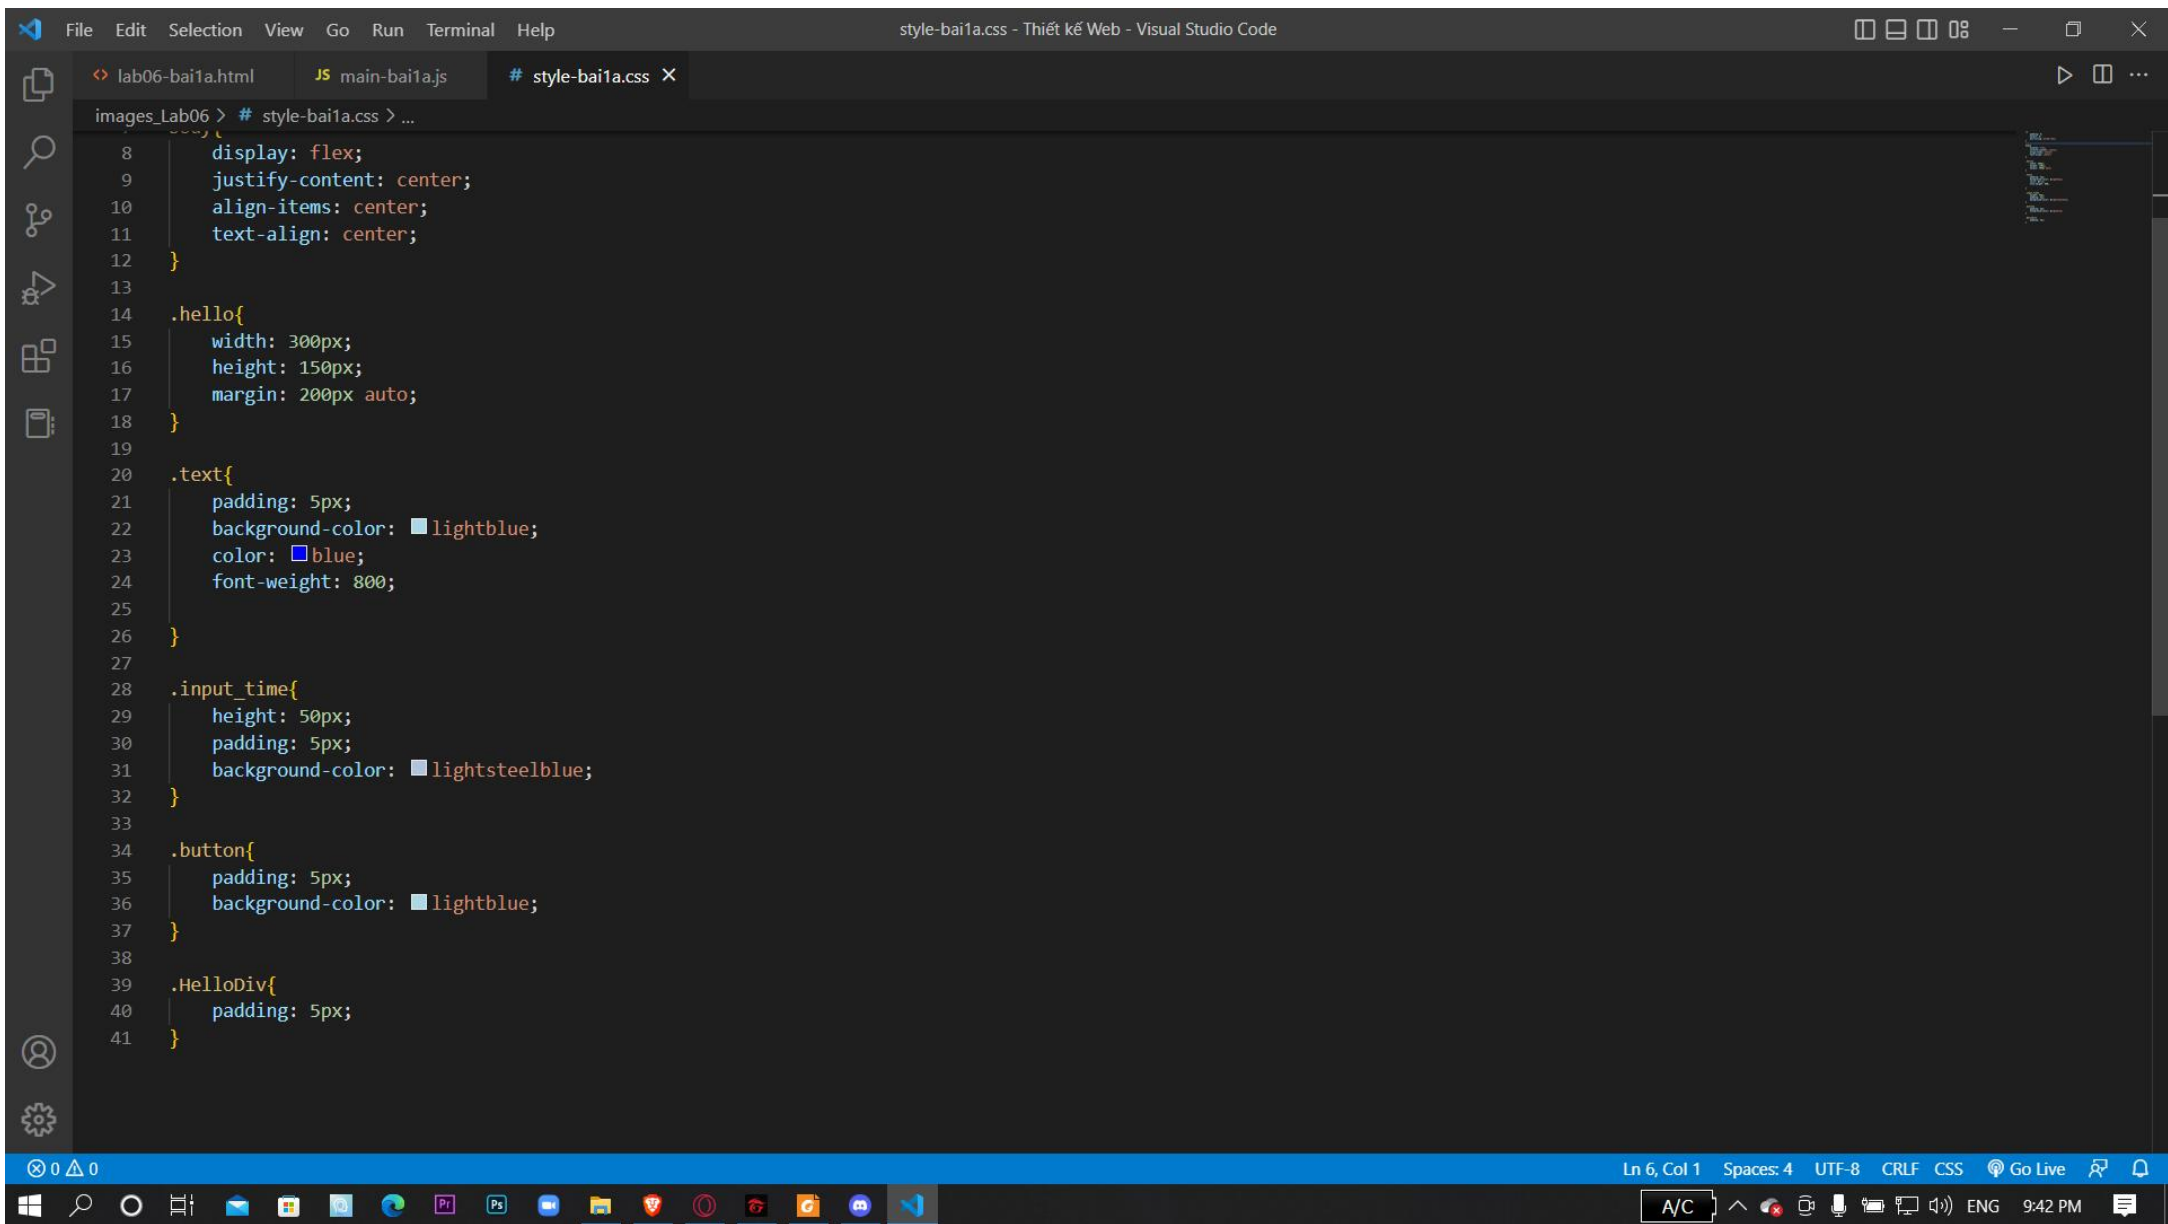 File Edit Selection View Go Run Terminal Help style-bai1a.css - Thiết kế Web - Visual Studio Code
lab06-bai1a.html JS main-bai1a.js # style-bai1a.css
images_Lab06 > # style-bai1a.css > ...
8 display: flex;
9 justify-content: center;
10 align-items: center;
11 text-align: center;
12 }
13
14 .hello{
15 width: 300px;
16 height: 150px;
17 margin: 200px auto;
18 }
19
20 .text{
21 padding: 5px;
22 background-color: lightblue;
23 color: blue;
24 font-weight: 800;
25
26 }
27
28 .input_time{
29 height: 50px;
30 padding: 5px;
31 background-color: lightsteelblue;
32 }
33
34 .button{
35 padding: 5px;
36 background-color: lightblue;
37 }
38
39 .HelloDiv{
40 padding: 5px;
41 }
0 0 Ln 6, Col 1 Spaces: 4 UTF-8 CRLF CSS Go Live
Pr Ps A/C ENG 9:42 PM